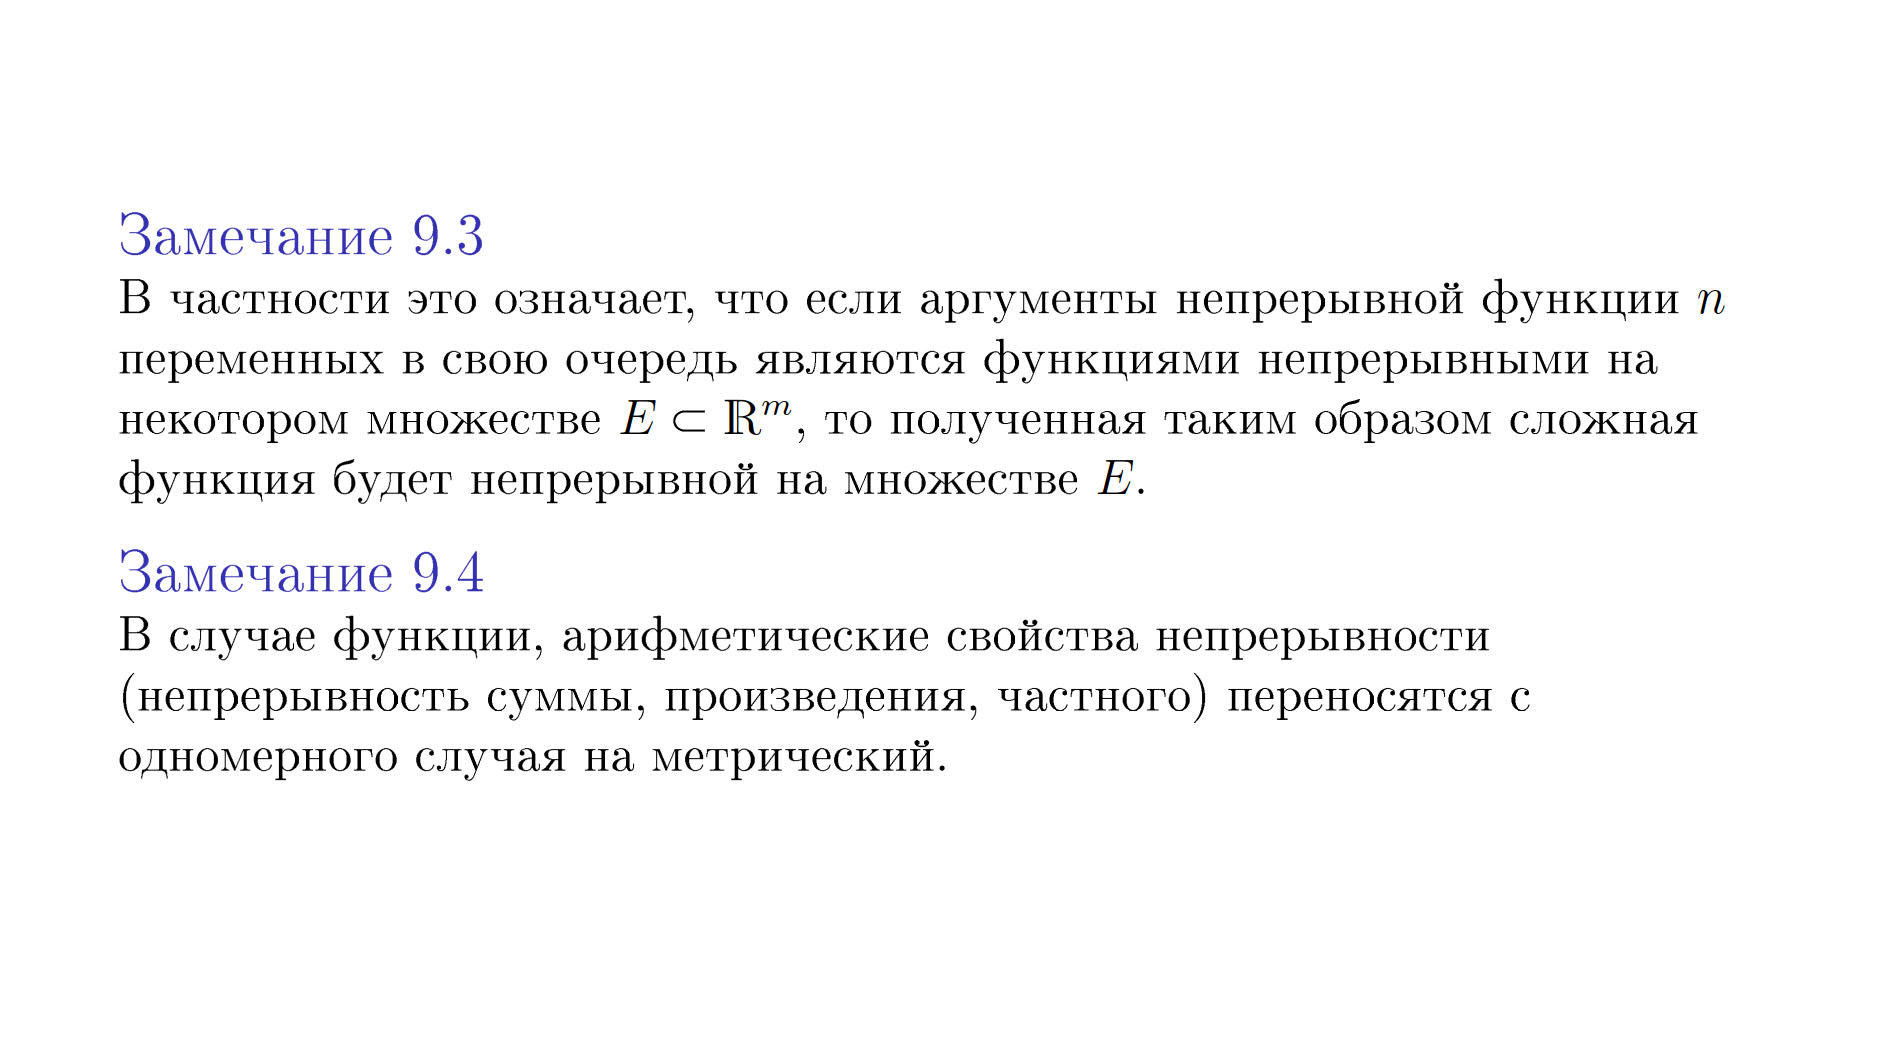 Замечание 9.3
В частности это означает, что если аргументы непрерывной функции n
переменных в свою очередь являются функциями непрерывными на
некотором множестве E ⊂ ℝᵐ, то полученная таким образом сложная
функция будет непрерывной на множестве E.
Замечание 9.4
В случае функции, арифметические свойства непрерывности
(непрерывность суммы, произведения, частного) переносятся с
одномерного случая на метрический.